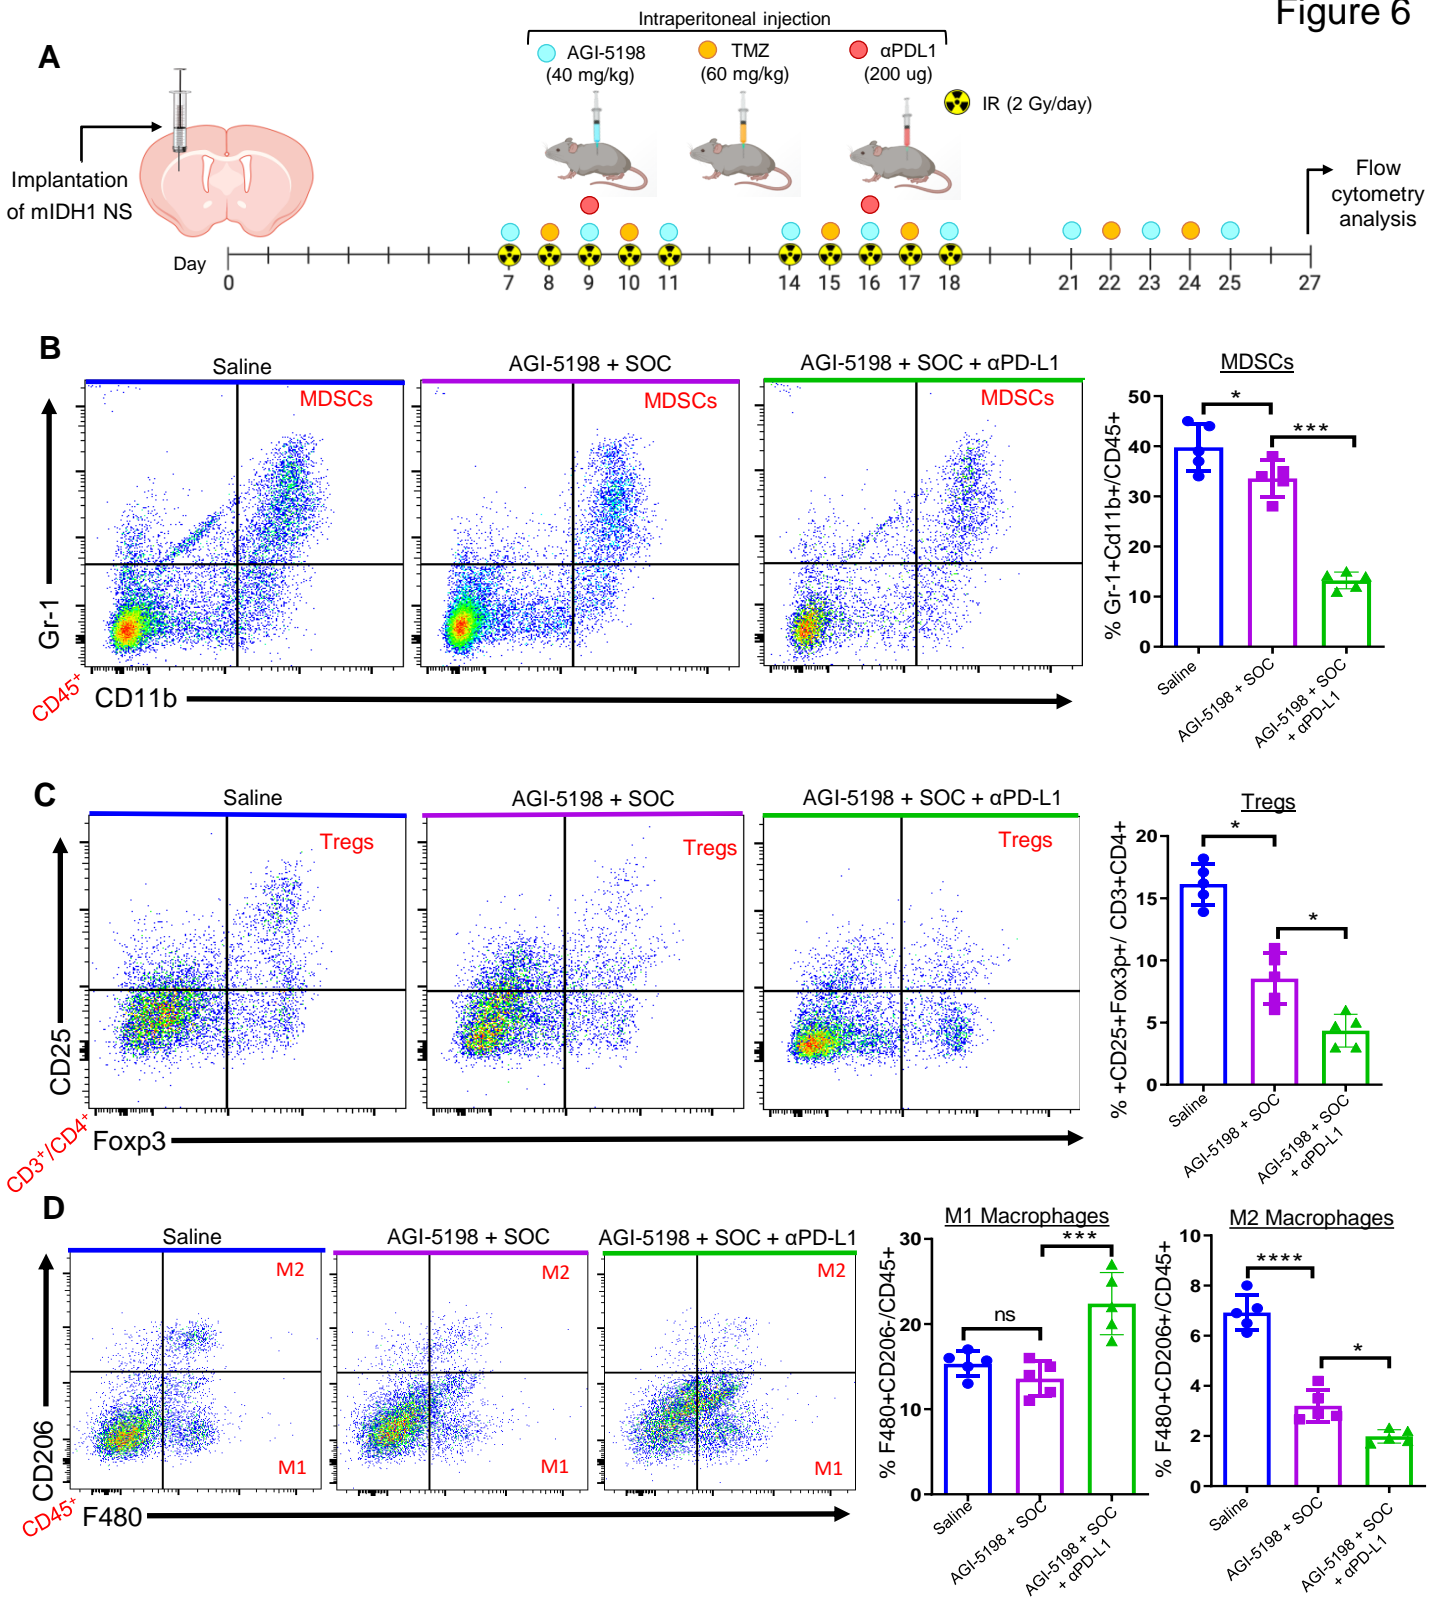 Figure 6
A
Intraperitoneal injection
AGI-5198
(40 mg/kg)
TMZ
(60 mg/kg)
αPDL1
(200 ug)
IR (2 Gy/day)
Implantation
of mIDH1 NS
Flow
cytometry
analysis
Day
0 7 8 9 10 11 14 15 16 17 18 21 22 23 24 25 27
B
Saline
AGI-5198 + SOC
AGI-5198 + SOC + αPD-L1
MDSCs
MDSCs
MDSCs
Gr-1
CD45+
CD11b
MDSCs
% Gr-1+Cd11b+/CD45+
50
40
30
20
10
0
*
***
Saline
AGI-5198 + SOC
AGI-5198 + SOC
+ αPD-L1
C
Saline
AGI-5198 + SOC
AGI-5198 + SOC + αPD-L1
Tregs
Tregs
Tregs
CD25
CD3+/CD4+
Foxp3
Tregs
% +CD25+Fox3p+/ CD3+CD4+
20
15
10
5
0
*
*
Saline
AGI-5198 + SOC
AGI-5198 + SOC
+ αPD-L1
D
Saline
AGI-5198 + SOC
AGI-5198 + SOC + αPD-L1
M2
M2
M2
M1
M1
M1
CD206
CD45+
F480
M1 Macrophages
% F480+CD206-/CD45+
30
20
10
0
ns
***
Saline
AGI-5198 + SOC
AGI-5198 + SOC
+ αPD-L1
M2 Macrophages
% F480+CD206+/CD45+
10
8
6
4
2
0
****
*
Saline
AGI-5198 + SOC
AGI-5198 + SOC
+ αPD-L1